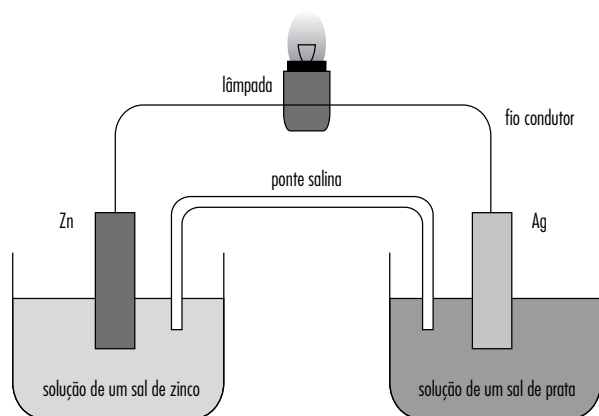 lâmpada
fio condutor
ponte salina
Zn
Ag
solução de um sal de zinco
solução de um sal de prata